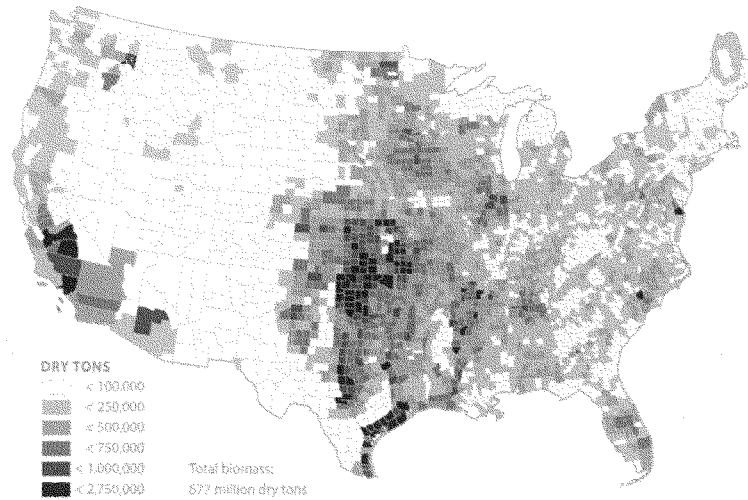 DRY TONS
< 100,000
< 250,000
< 500,000
< 750,000
< 1,000,000
< 2,750,000
Total biomass:
677 million dry tons